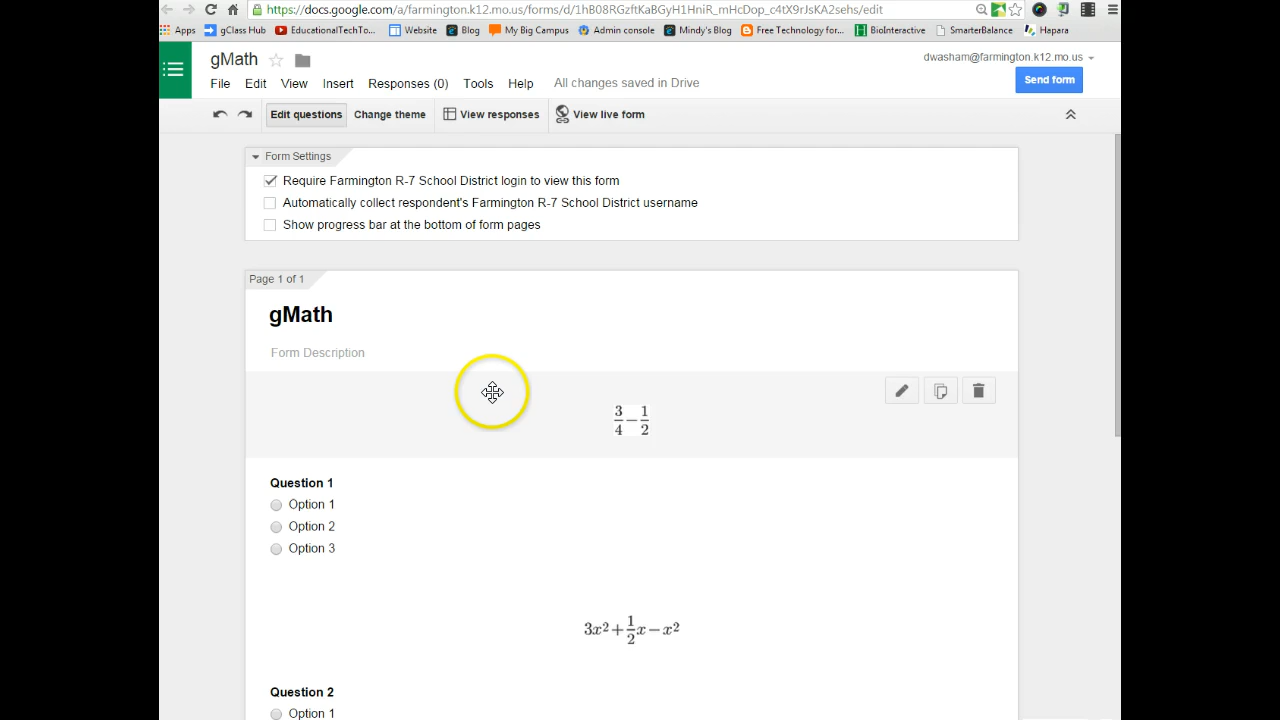 https://docs.google.com/a/farmington.k12.mo.us/forms/d/1hB08RGzftKaBGyH1HniR_mHcDop_c4tX9rJsKA2sehs/edit
Apps gClass Hub EducationalTechTo... Website Blog My Big Campus Admin console Mindy's Blog Free Technology for... BioInteractive SmarterBalance Hapara
gMath
dwasham@farmington.k12.mo.us
File Edit View Insert Responses (0) Tools Help All changes saved in Drive
Send form
Edit questions Change theme View responses View live form
Form Settings
Require Farmington R-7 School District login to view this form
Automatically collect respondent's Farmington R-7 School District username
Show progress bar at the bottom of form pages
Page 1 of 1
gMath
Form Description
3/4 − 1/2
Question 1
Option 1
Option 2
Option 3
3x² + 1/2 x − x²
Question 2
Option 1